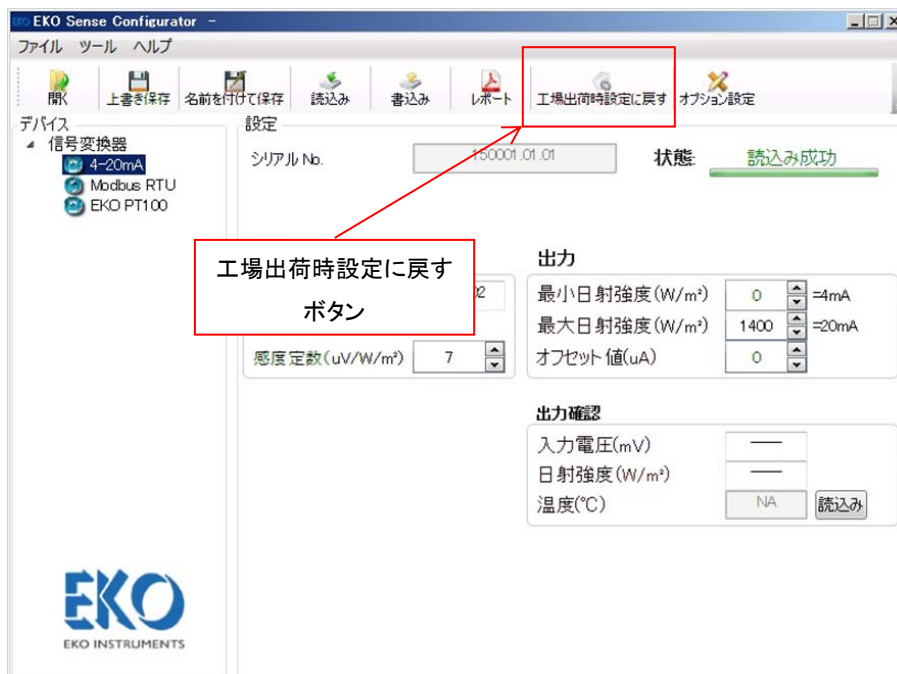 EKO Sense Configurator -
ファイル ツール ヘルプ
開く 上書き保存 名前を付けて保存 読込み 書込み レポート 工場出荷時設定に戻す オプション設定
デバイス
信号変換器
4-20mA
Modbus RTU
EKO PT100
設定
シリアル No. 150001.01.01 状態: 読込み成功
工場出荷時設定に戻す
ボタン
02
感度定数(uV/W/m²) 7
出力
最小日射強度(W/m²) 0 =4mA
最大日射強度(W/m²) 1400 =20mA
オフセット値(uA) 0
出力確認
入力電圧(mV) ──
日射強度(W/m²) ──
温度(℃) NA 読込み
EKO
EKO INSTRUMENTS